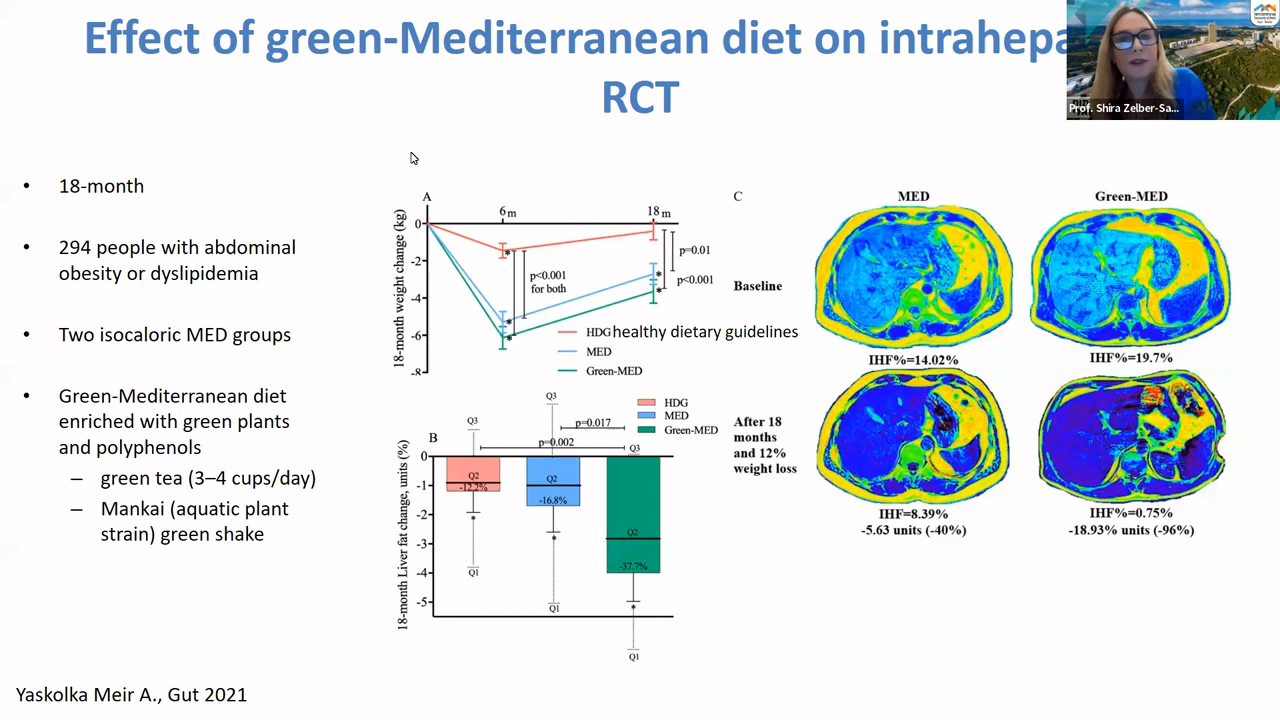 Effect of green-Mediterranean diet on intrahepa
RCT
Prof. Shira Zelber-Sa...
• 18-month
• 294 people with abdominal
obesity or dyslipidemia
• Two isocaloric MED groups
• Green-Mediterranean diet
enriched with green plants
and polyphenols
– green tea (3–4 cups/day)
– Mankai (aquatic plant
strain) green shake
A
18-month weight change (kg)
6 m
18 m
0
-2
-4
-6
-8
*
*
*
*
*
p<0.001
for both
p=0.01
p<0.001
HDG healthy dietary guidelines
MED
Green-MED
B
18-month Liver fat change, units (%)
HDG
MED
Green-MED
p=0.017
p=0.002
0
-1
-2
-3
-4
-5
Q3
Q2
-12.2%
*
Q1
Q3
Q2
-16.8%
*
Q1
Q3
Q2
-37.7%
*
Q1
C
MED
Green-MED
Baseline
IHF%=14.02%
IHF%=19.7%
After 18
months
and 12%
weight loss
IHF=8.39%
-5.63 units (-40%)
IHF%=0.75%
-18.93% units (-96%)
Yaskolka Meir A., Gut 2021